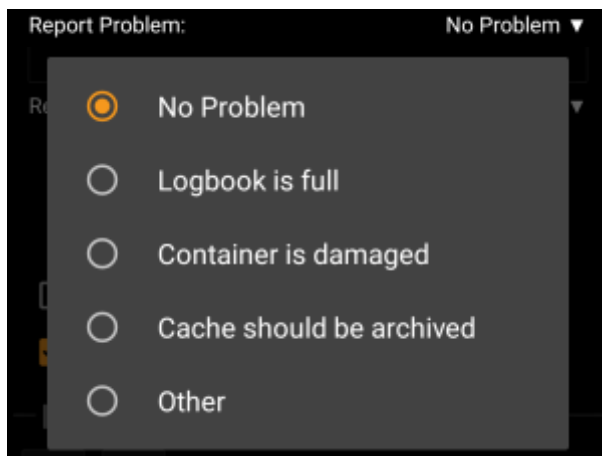 Report Problem: No Problem ▼
No Problem
Logbook is full
Container is damaged
Cache should be archived
Other